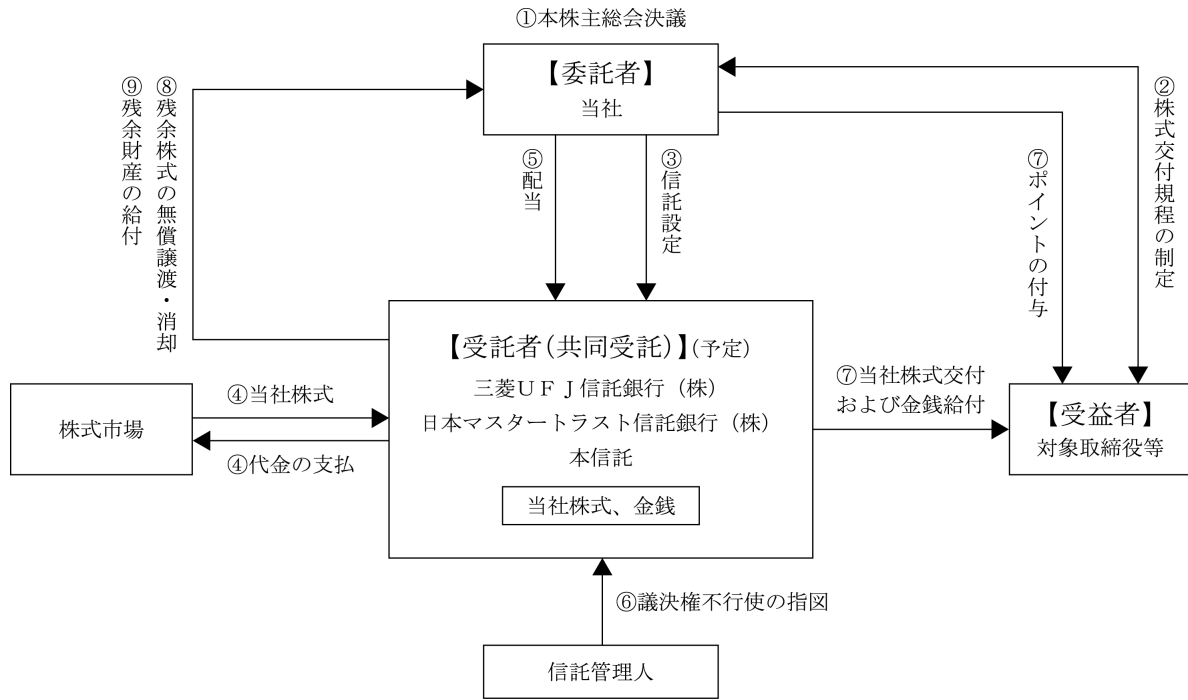 ①本株主総会決議
【委託者】
当社
⑨残余財産の給付
⑧残余株式の無償譲渡・消却
⑤配当
③信託設定
⑦ポイントの付与
②株式交付規程の制定
【受託者(共同受託)】(予定)
三菱ＵＦＪ信託銀行（株）
日本マスタートラスト信託銀行（株）
本信託
当社株式、金銭
株式市場
④当社株式
④代金の支払
⑦当社株式交付
および金銭給付
【受益者】
対象取締役等
⑥議決権不行使の指図
信託管理人